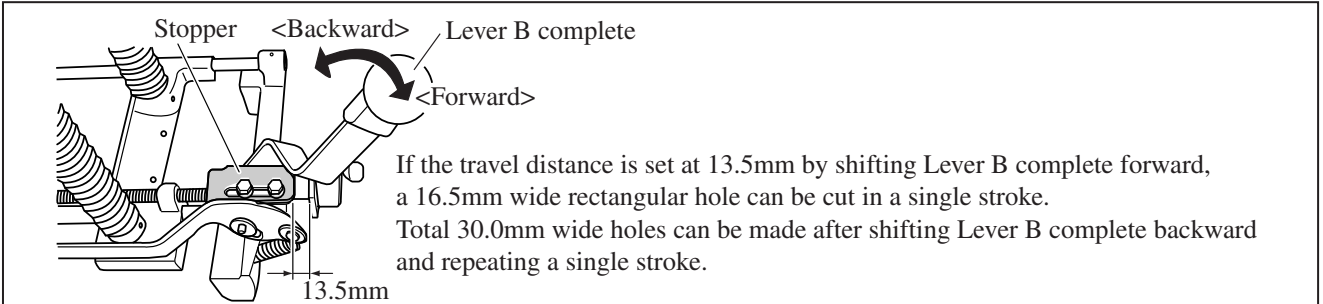 Stopper
<Backward>
Lever B complete
<Forward>
If the travel distance is set at 13.5mm by shifting Lever B complete forward,
a 16.5mm wide rectangular hole can be cut in a single stroke.
Total 30.0mm wide holes can be made after shifting Lever B complete backward
and repeating a single stroke.
13.5mm